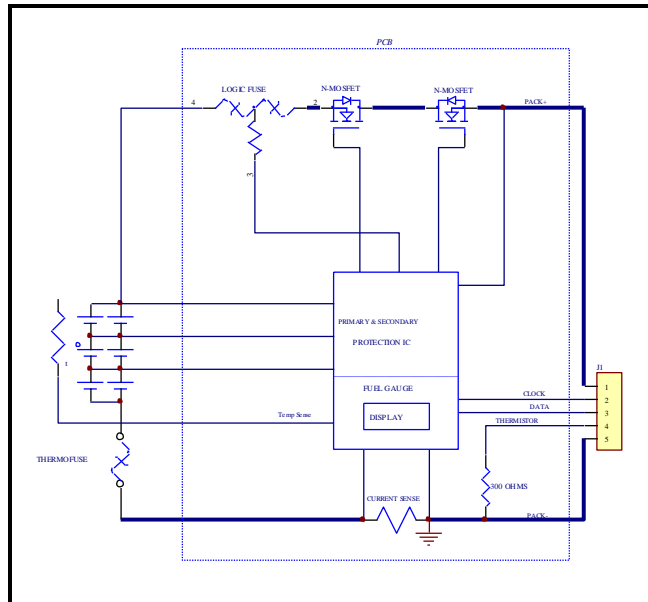 PCB
LOGIC FUSE
N-MOSFET
N-MOSFET
4
2
PACK+
3
PRIMARY & SECONDARY
PROTECTION IC
t
J1
1
FUEL GAUGE
CLOCK
2
DATA
3
Temp Sense
DISPLAY
THERMISTOR
4
5
THERMOFUSE
300 OHMS
CURRENT SENSE
PACK-